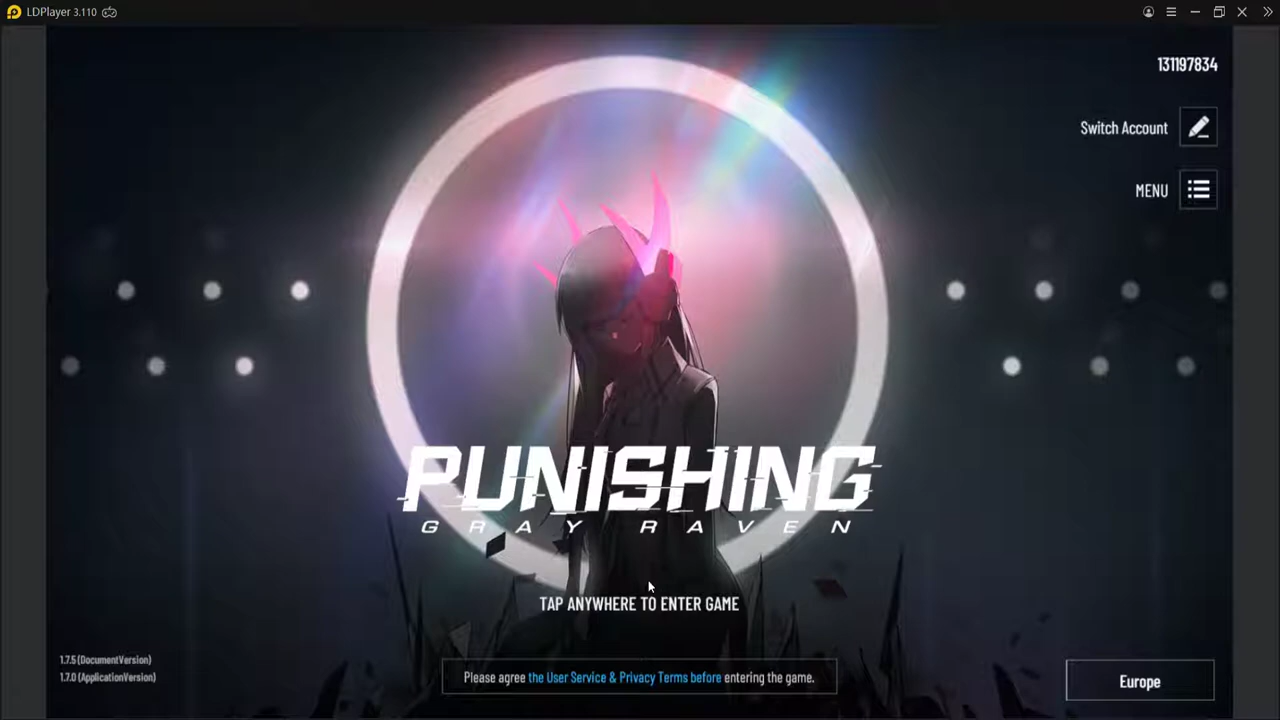 LDPlayer 3.110
131197834
Switch Account
MENU
PUNISHING
GRAY RAVEN
TAP ANYWHERE TO ENTER GAME
1.7.5 (DocumentVersion)
1.7.0 (ApplicationVersion)
Please agree the User Service & Privacy Terms before entering the game.
Europe